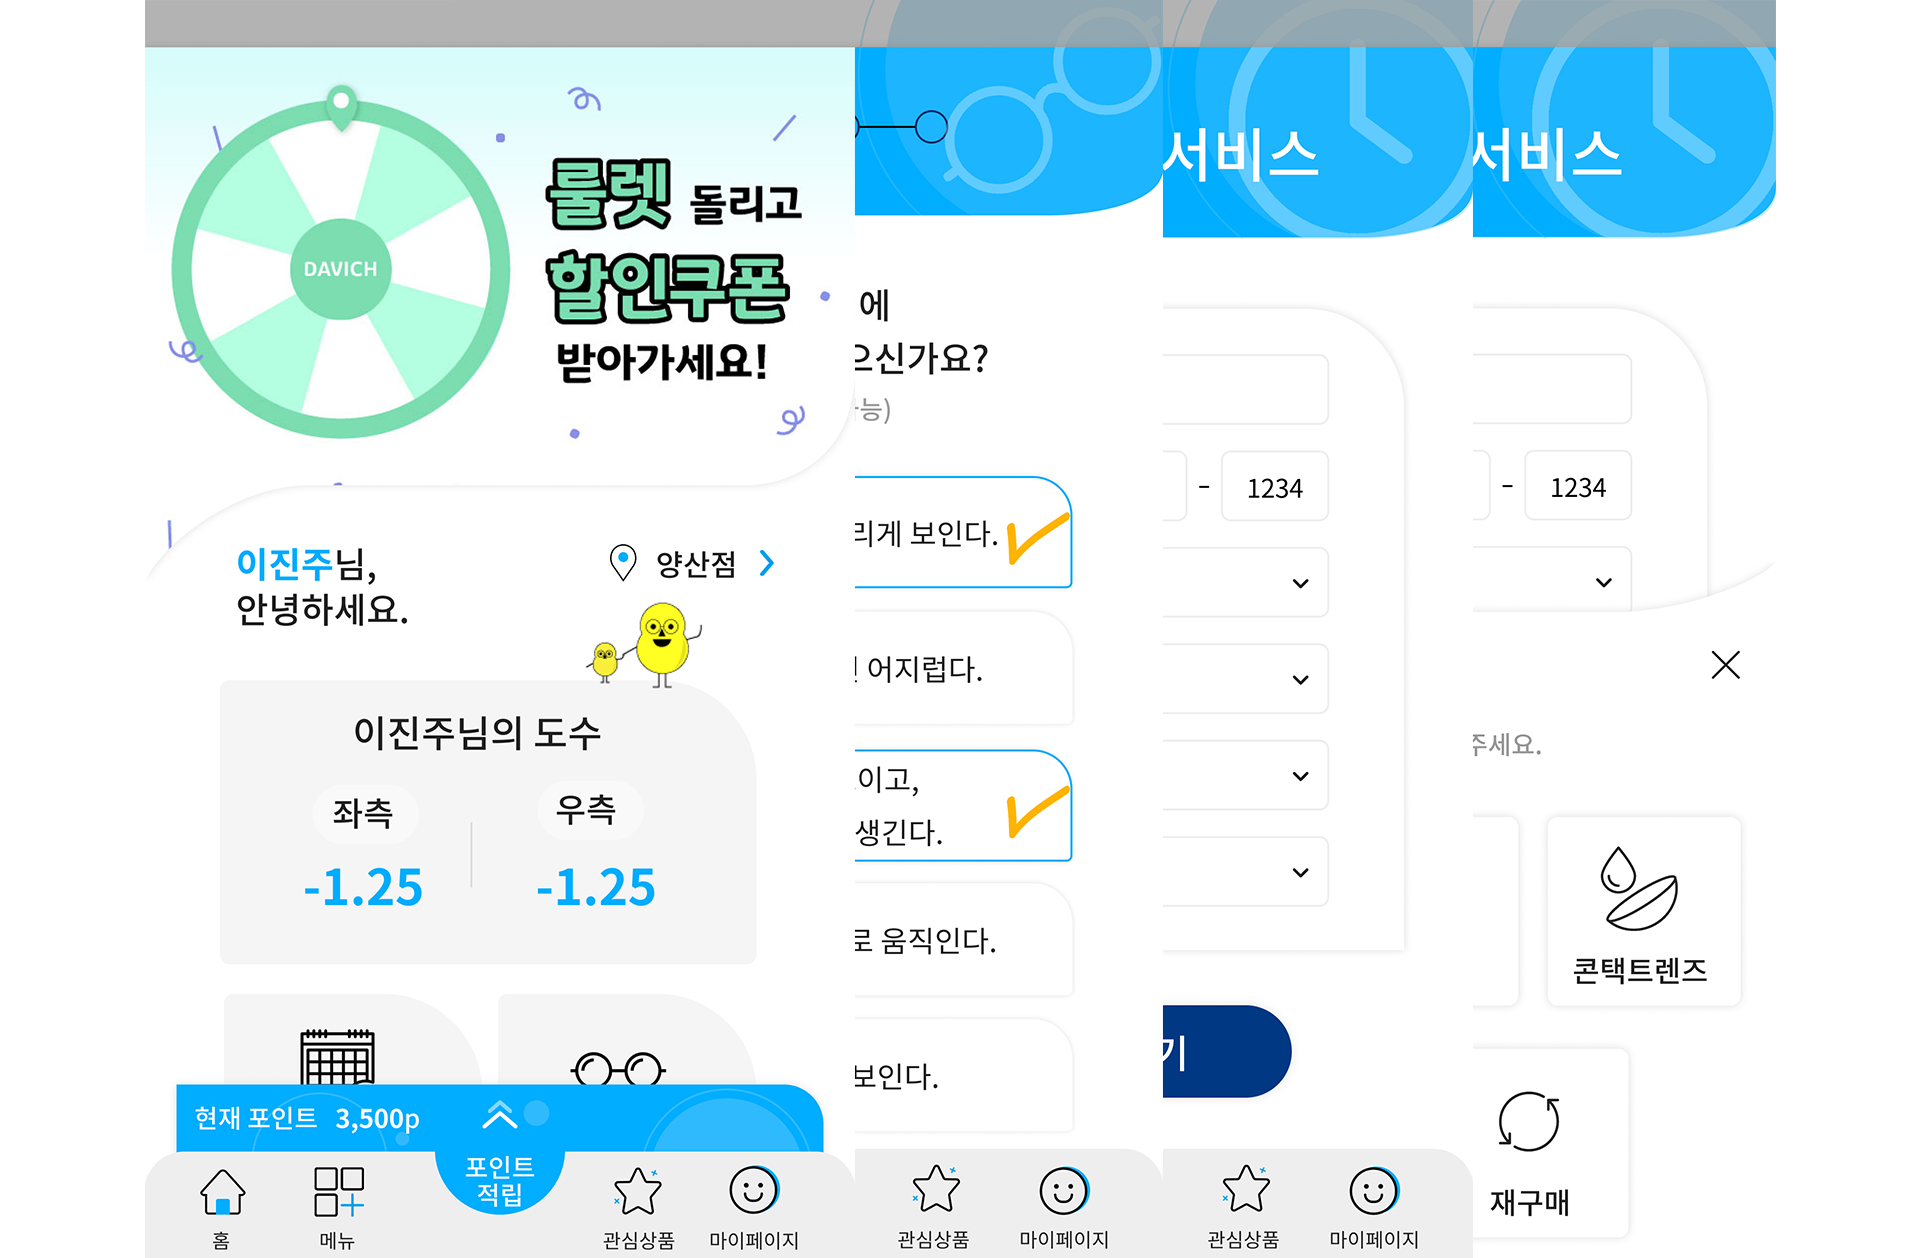 DAVICH
룰렛 돌리고
할인쿠폰
받아가세요!
이진주님,
안녕하세요.
양산점
이진주님의 도수
좌측
우측
-1.25
-1.25
현재 포인트 3,500p
포인트
적립
홈
메뉴
관심상품
마이페이지
에
으신가요?
능)
리게 보인다.
어지럽다.
이고,
생긴다.
로 움직인다.
보인다.
관심상품
마이페이지
서비스
- 1234
기
관심상품
마이페이지
서비스
- 1234
주세요.
콘택트렌즈
재구매